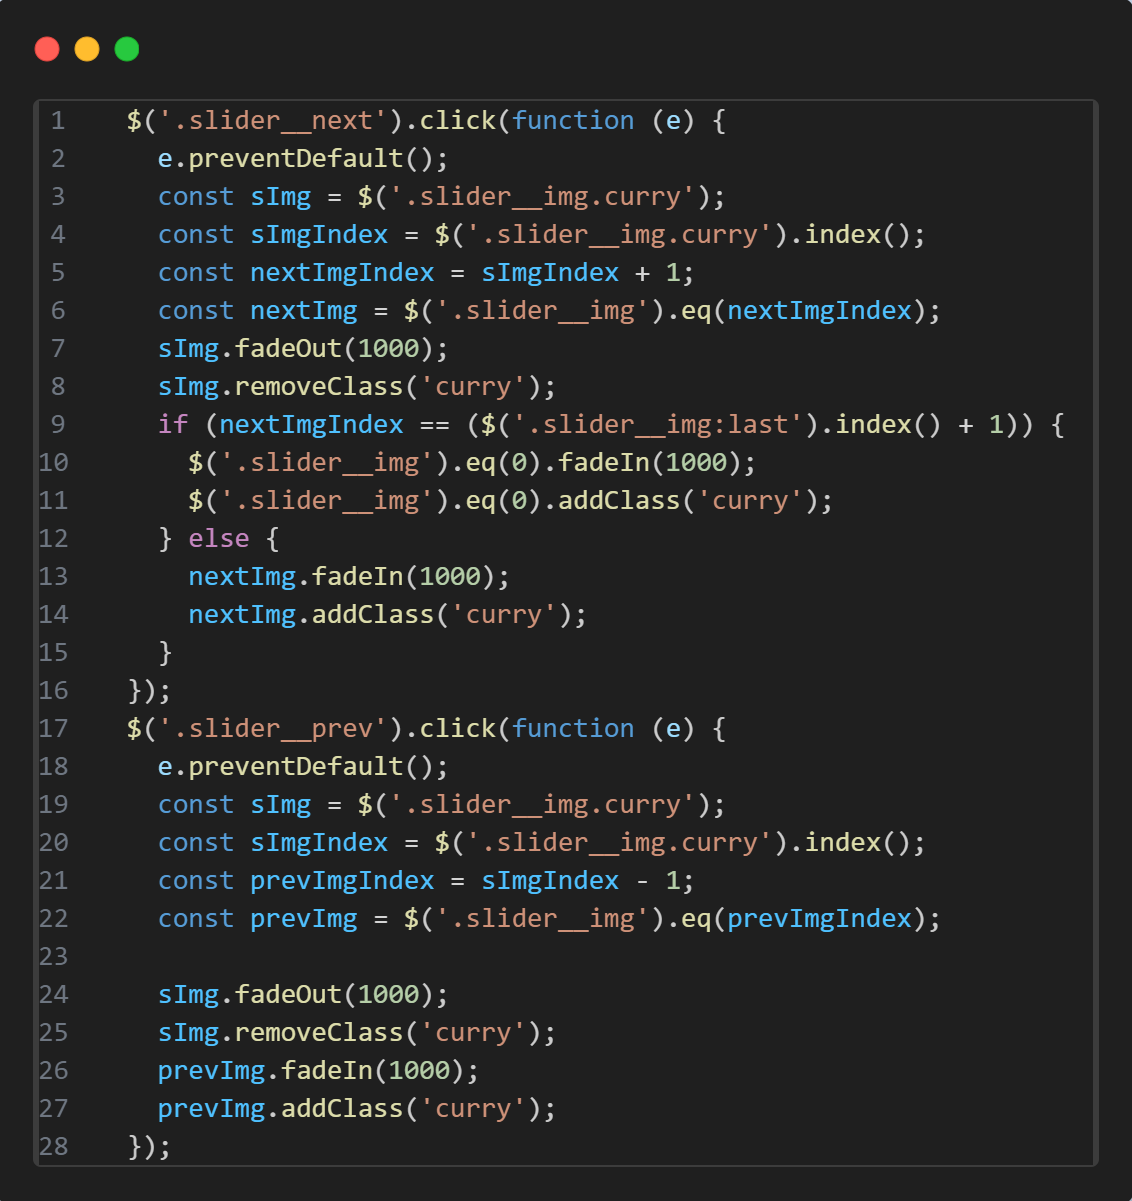 1 $('.slider__next').click(function (e) {
2 e.preventDefault();
3 const sImg = $('.slider__img.curry');
4 const sImgIndex = $('.slider__img.curry').index();
5 const nextImgIndex = sImgIndex + 1;
6 const nextImg = $('.slider__img').eq(nextImgIndex);
7 sImg.fadeOut(1000);
8 sImg.removeClass('curry');
9 if (nextImgIndex == ($('.slider__img:last').index() + 1)) {
10 $('.slider__img').eq(0).fadeIn(1000);
11 $('.slider__img').eq(0).addClass('curry');
12 } else {
13 nextImg.fadeIn(1000);
14 nextImg.addClass('curry');
15 }
16 });
17 $('.slider__prev').click(function (e) {
18 e.preventDefault();
19 const sImg = $('.slider__img.curry');
20 const sImgIndex = $('.slider__img.curry').index();
21 const prevImgIndex = sImgIndex - 1;
22 const prevImg = $('.slider__img').eq(prevImgIndex);
23
24 sImg.fadeOut(1000);
25 sImg.removeClass('curry');
26 prevImg.fadeIn(1000);
27 prevImg.addClass('curry');
28 });